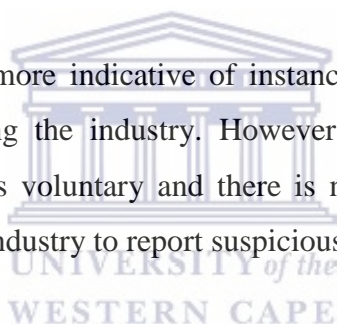 more indicative of instanc
ng the industry. However
s voluntary and there is
ndustry to report suspicious
UNIVERSITY of the
WESTERN CAPE